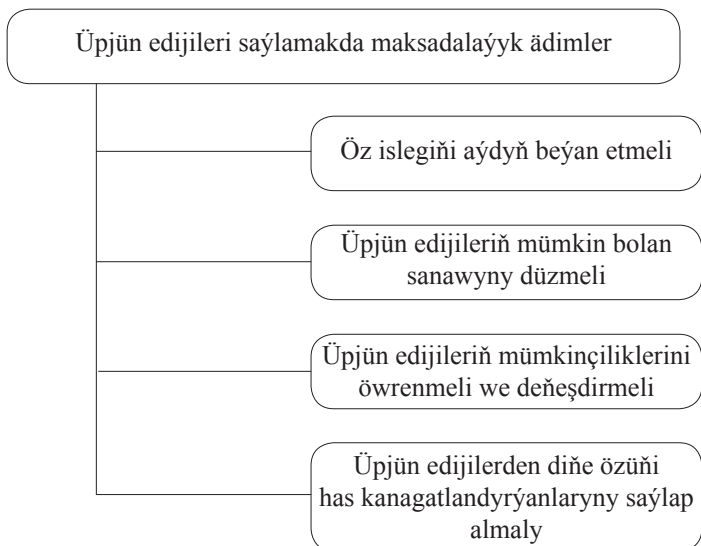 Üpjün edijileri saýlamakda maksadalaýyk ädimler
Öz islegiňi aýdyň beýan etmeli
Üpjün edijileriň mümkin bolan
sanawyny düzmeli
Üpjün edijileriň mümkinçiliklerini
öwrenmeli we deňeşdirmeli
Üpjün edijilerden diňe özüňi
has kanagatlandyrýanlaryny saýlap
almaly